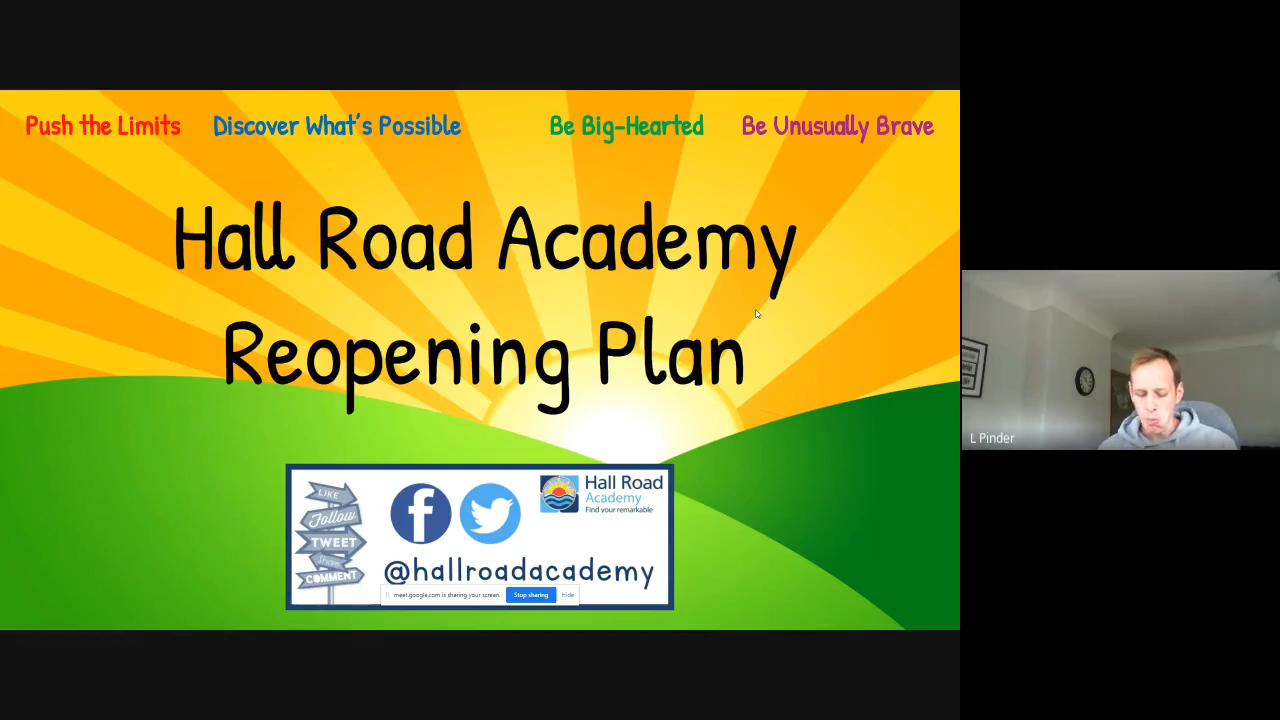 Push the Limits Discover What's Possible Be Big-Hearted Be Unusually Brave
Hall Road Academy
Reopening Plan
LIKE
Follow
TWEET
Share
COMMENT
Hall Road
Academy
Find your remarkable
@hallroadacademy
meet.google.com is sharing your screen. Stop sharing Hide
L Pinder